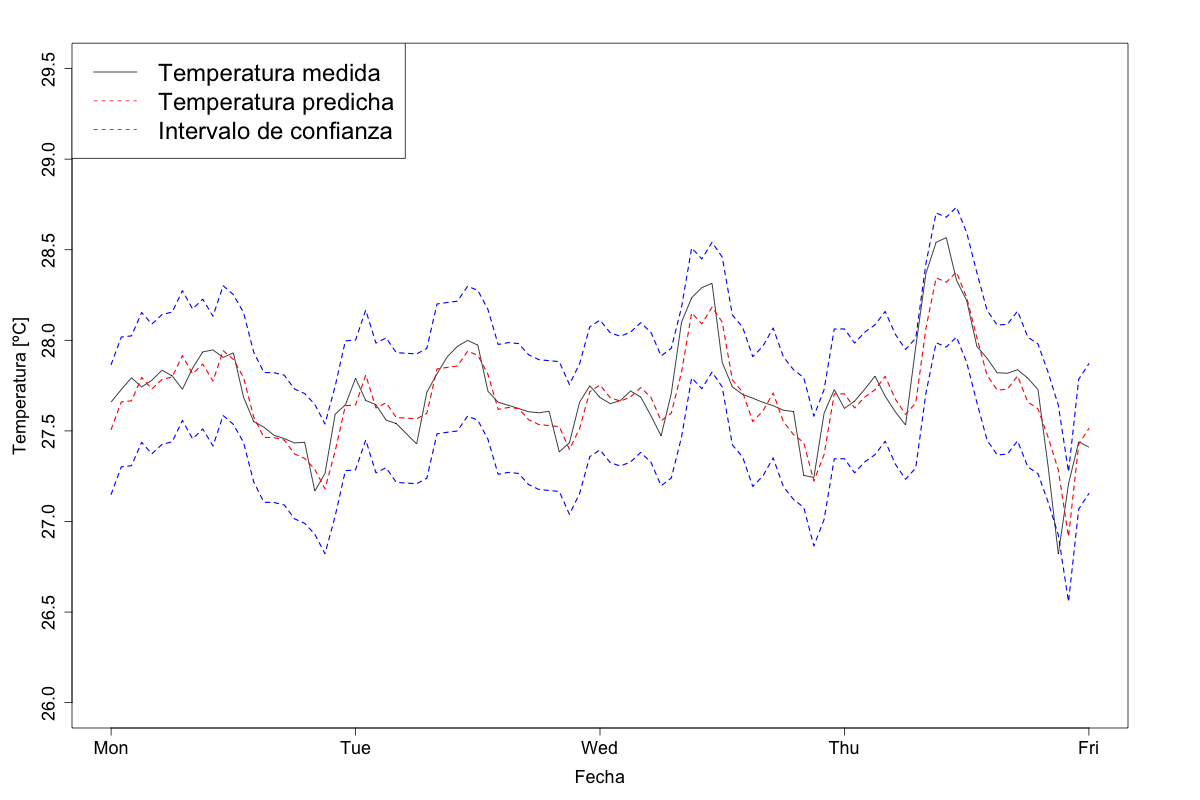 Temperatura medida
Temperatura predicha
Intervalo de confianza
29.5
29.0
28.5
28.0
27.5
27.0
26.5
26.0
Temperatura [ºC]
Mon Tue Wed Thu Fri
Fecha